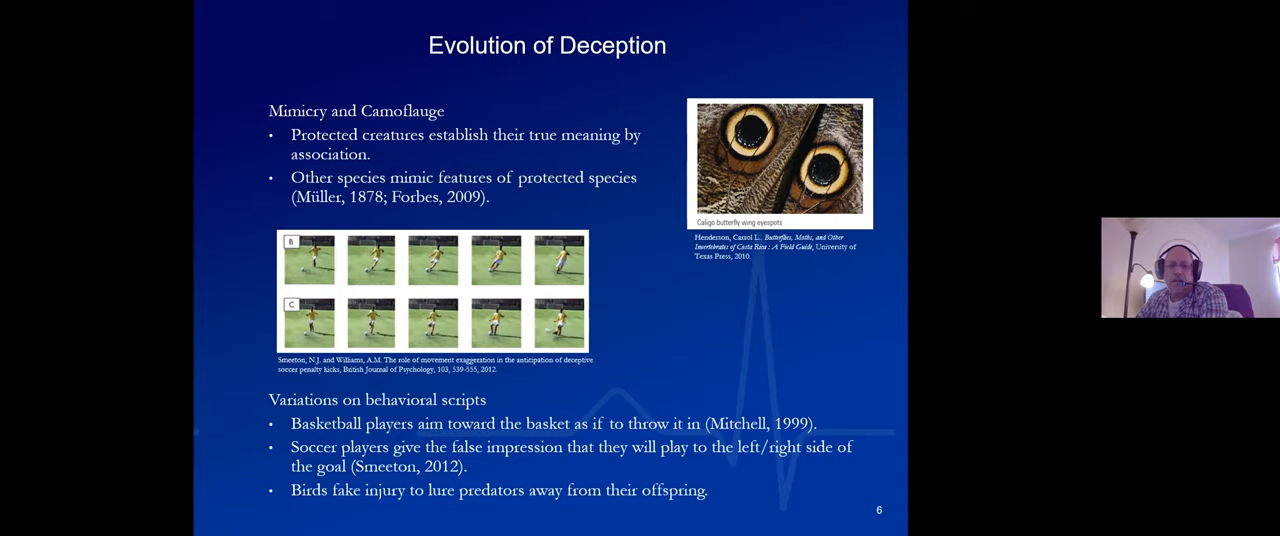 Evolution of Deception
Mimicry and Camoflauge
• Protected creatures establish their true meaning by
association.
• Other species mimic features of protected species
(Müller, 1878; Forbes, 2009).
Caligo butterfly wing eyespots
Henderson, Carrol L.. Butterflies, Moths, and Other
Invertebrates of Costa Rica : A Field Guide, University of
Texas Press, 2010.
B
C
Smeeton, N.J. and Williams, A.M. The role of movement exaggeration in the anticipation of deceptive
soccer penalty kicks, British Journal of Psychology, 103, 539-555, 2012.
Variations on behavioral scripts
• Basketball players aim toward the basket as if to throw it in (Mitchell, 1999).
• Soccer players give the false impression that they will play to the left/right side of
the goal (Smeeton, 2012).
• Birds fake injury to lure predators away from their offspring.
6